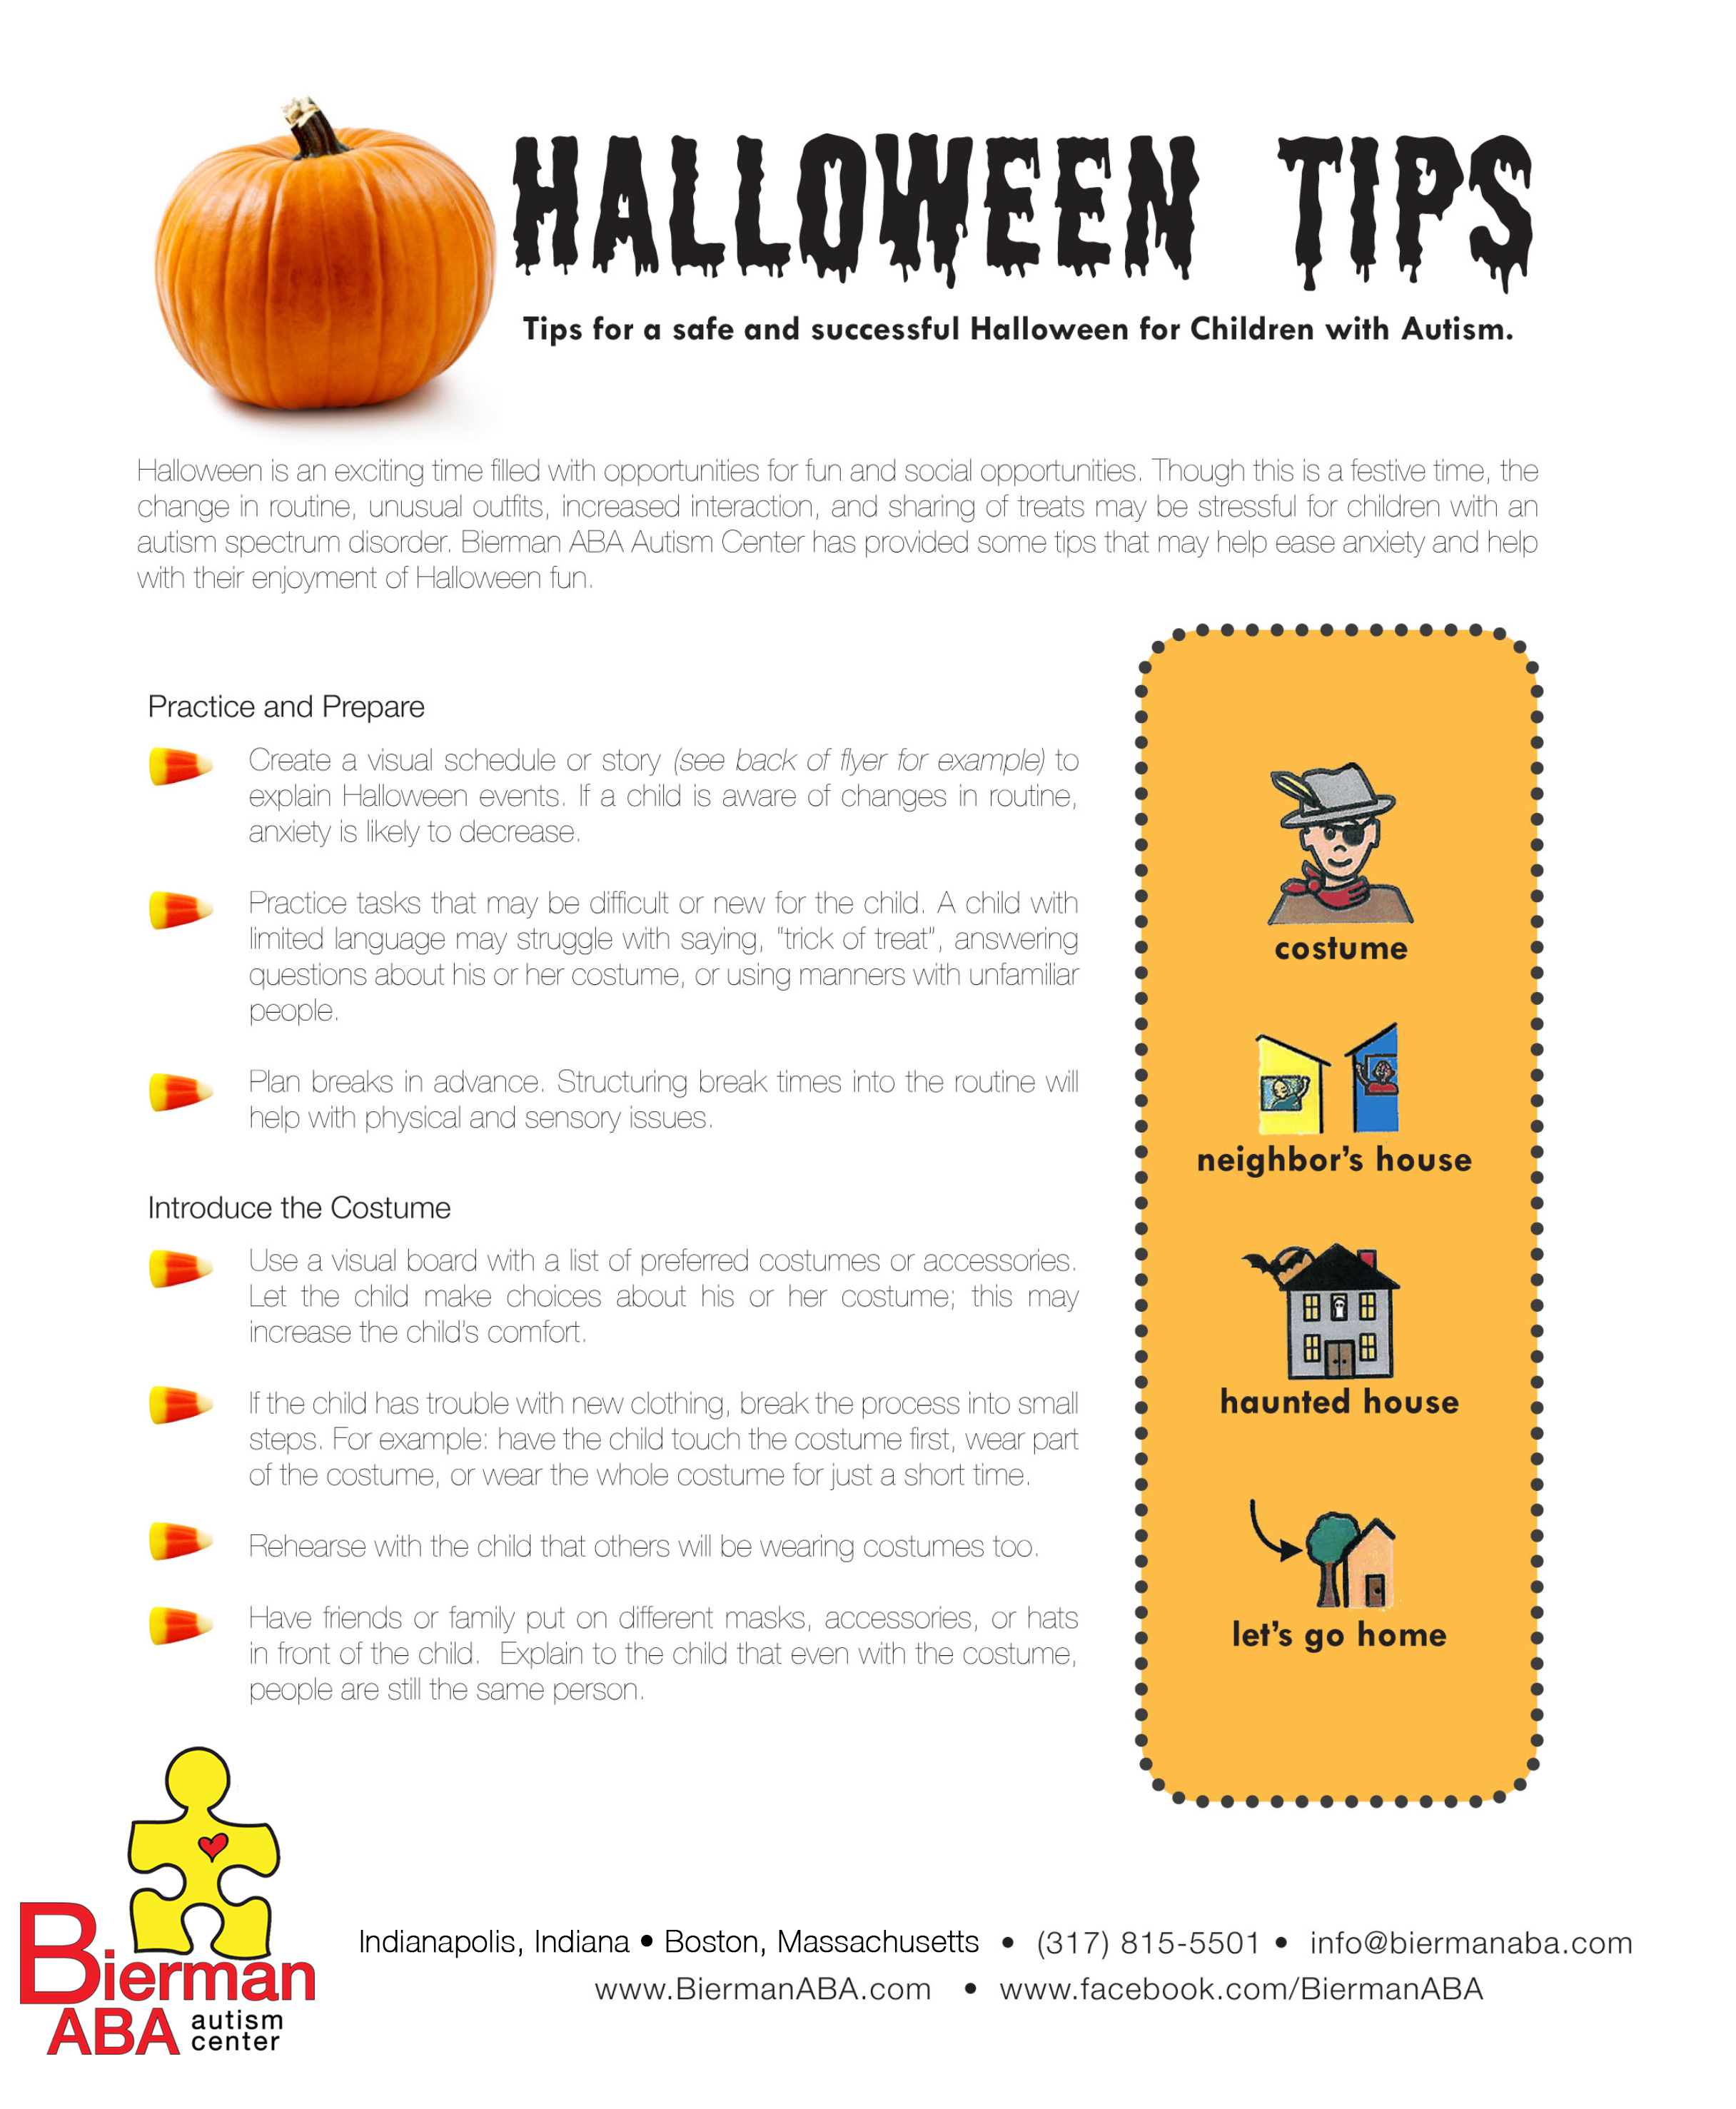 HALLOWEEN TIPS
Tips for a safe and successful Halloween for Children with Autism.
Halloween is an exciting time filled with opportunities for fun and social opportunities. Though this is a festive time, the
change in routine, unusual outfits, increased interaction, and sharing of treats may be stressful for children with an
autism spectrum disorder. Bierman ABA Autism Center has provided some tips that may help ease anxiety and help
with their enjoyment of Halloween fun.
Practice and Prepare
Create a visual schedule or story (see back of flyer for example) to
explain Halloween events. If a child is aware of changes in routine,
anxiety is likely to decrease.
Practice tasks that may be difficult or new for the child. A child with
limited language may struggle with saying, "trick of treat", answering
questions about his or her costume, or using manners with unfamiliar
people.
Plan breaks in advance. Structuring break times into the routine will
help with physical and sensory issues.
Introduce the Costume
Use a visual board with a list of preferred costumes or accessories.
Let the child make choices about his or her costume; this may
increase the child's comfort.
If the child has trouble with new clothing, break the process into small
steps. For example: have the child touch the costume first, wear part
of the costume, or wear the whole costume for just a short time.
Rehearse with the child that others will be wearing costumes too.
Have friends or family put on different masks, accessories, or hats
in front of the child. Explain to the child that even with the costume,
people are still the same person.
costume
neighbor's house
haunted house
let's go home
Bierman
ABA autism
center
Indianapolis, Indiana • Boston, Massachusetts • (317) 815-5501 • info@biermanaba.com
www.BiermanABA.com • www.facebook.com/BiermanABA